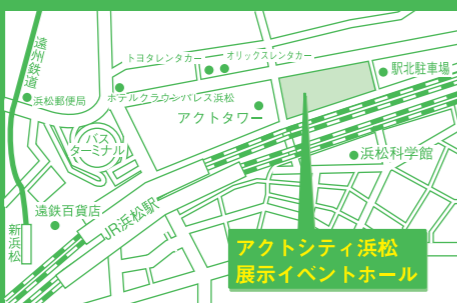 遠州鉄道
トヨタレンタカー
オリックスレンタカー
駅北駐車場
浜松郵便局
ホテルクラウンパレス浜松
アクトタワー
バス
ターミナル
浜松科学館
遠鉄百貨店
JR浜松駅
新浜松
アクトシティ浜松
展示イベントホール